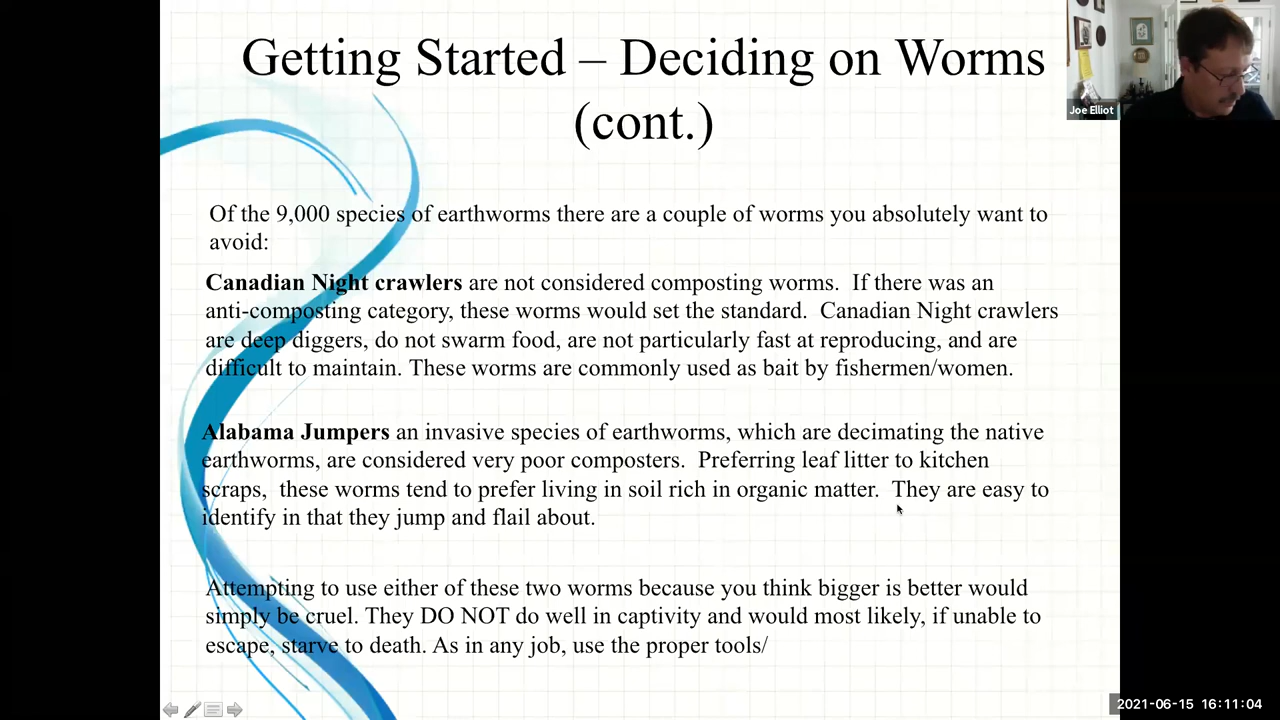 Getting Started – Deciding on Worms
(cont.)
Joe Elliot
Of the 9,000 species of earthworms there are a couple of worms you absolutely want to
avoid:
Canadian Night crawlers are not considered composting worms.  If there was an
anti-composting category, these worms would set the standard.  Canadian Night crawlers
are deep diggers, do not swarm food, are not particularly fast at reproducing, and are
difficult to maintain. These worms are commonly used as bait by fishermen/women.
Alabama Jumpers an invasive species of earthworms, which are decimating the native
earthworms, are considered very poor composters.  Preferring leaf litter to kitchen
scraps,  these worms tend to prefer living in soil rich in organic matter.  They are easy to
identify in that they jump and flail about.
Attempting to use either of these two worms because you think bigger is better would
simply be cruel. They DO NOT do well in captivity and would most likely, if unable to
escape, starve to death. As in any job, use the proper tools/
2021-06-15 16:11:04